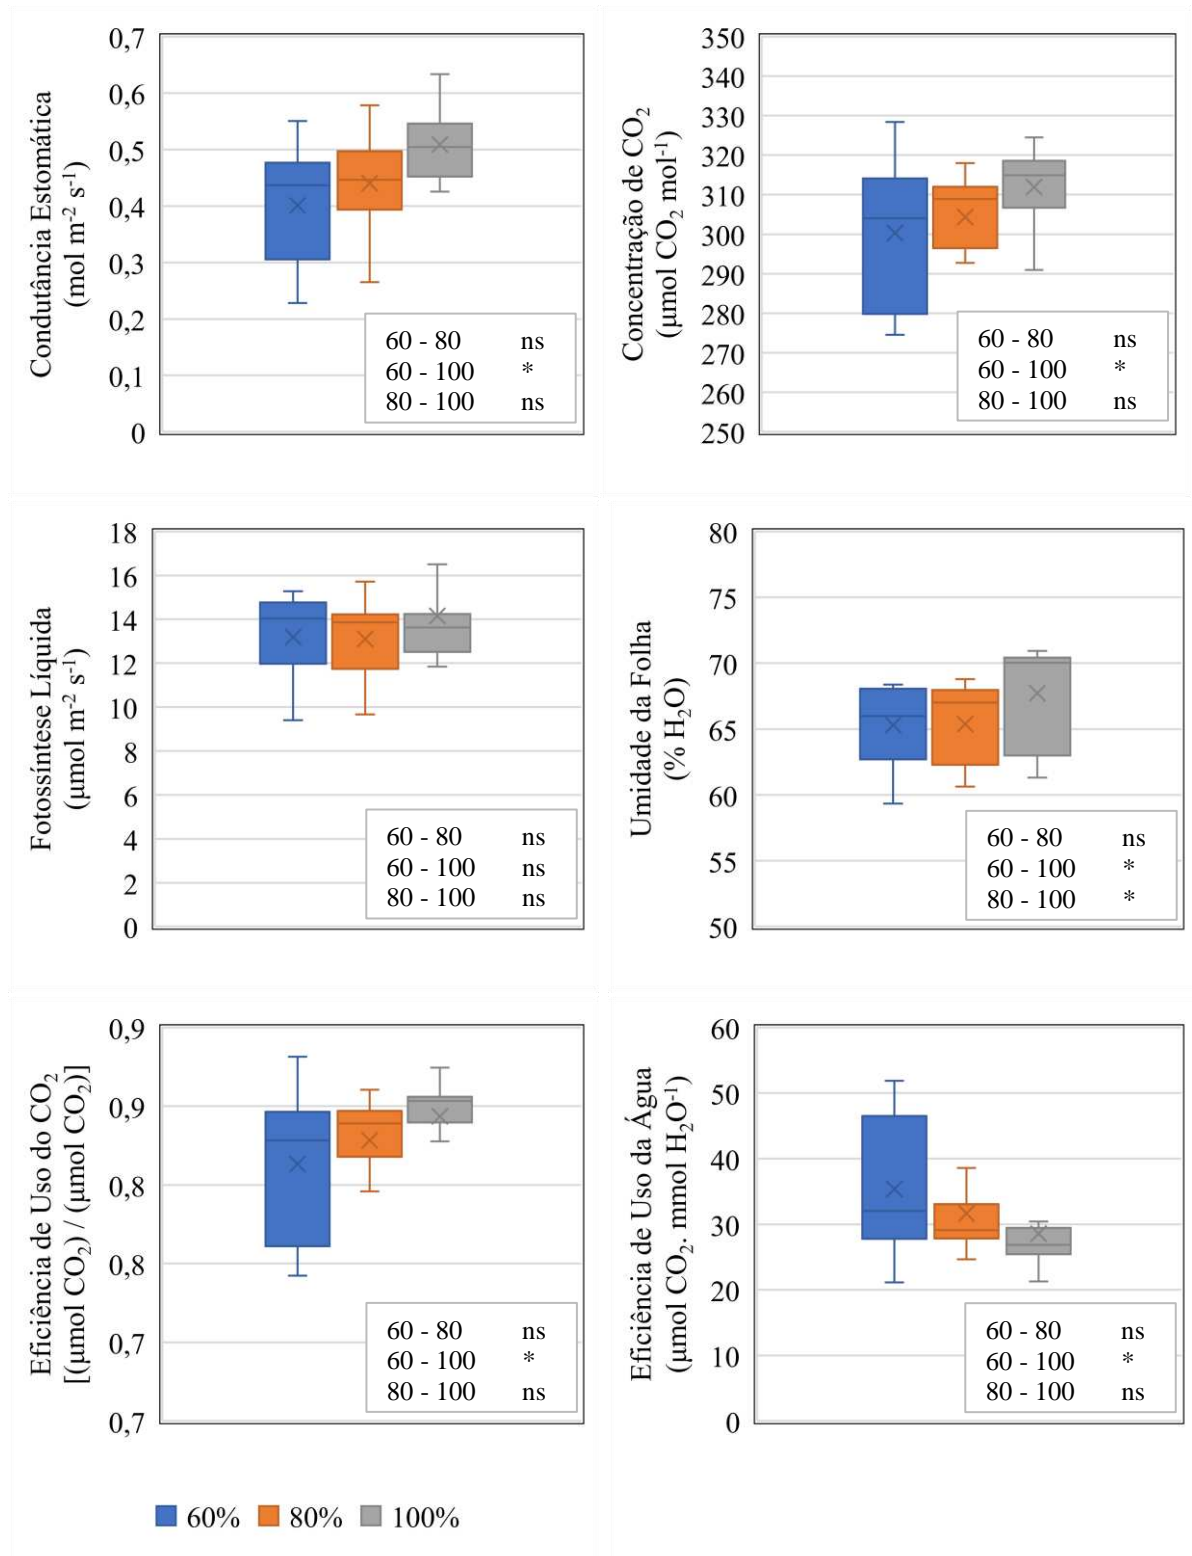 Condutância Estomática
(mol m⁻² s⁻¹)
0,7
0,6
0,5
0,4
0,3
0,2
0,1
0
60 - 80 ns
60 - 100 *
80 - 100 ns
Concentração de CO₂
(µmol CO₂ mol⁻¹)
350
340
330
320
310
300
290
280
270
260
250
60 - 80 ns
60 - 100 *
80 - 100 ns
Fotossíntese Líquida
(µmol m⁻² s⁻¹)
18
16
14
12
10
8
6
4
2
0
60 - 80 ns
60 - 100 ns
80 - 100 ns
Umidade da Folha
(% H₂O)
80
75
70
65
60
55
50
60 - 80 ns
60 - 100 *
80 - 100 *
Eficiência de Uso do CO₂
[(µmol CO₂) / (µmol CO₂)]
0,9
0,9
0,8
0,8
0,7
0,7
60 - 80 ns
60 - 100 *
80 - 100 ns
Eficiência de Uso da Água
(µmol CO₂. mmol H₂O⁻¹)
60
50
40
30
20
10
0
60 - 80 ns
60 - 100 *
80 - 100 ns
60% 80% 100%